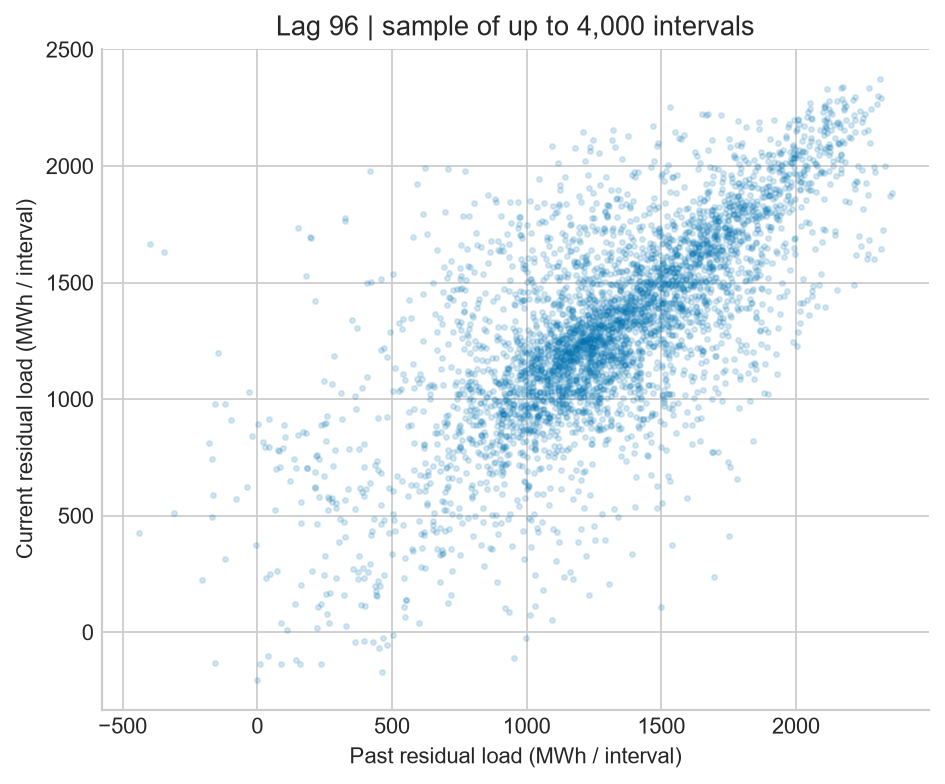 Lag 96 | sample of up to 4,000 intervals
Current residual load (MWh / interval)
2500
2000
1500
1000
500
0
−500 0 500 1000 1500 2000
Past residual load (MWh / interval)